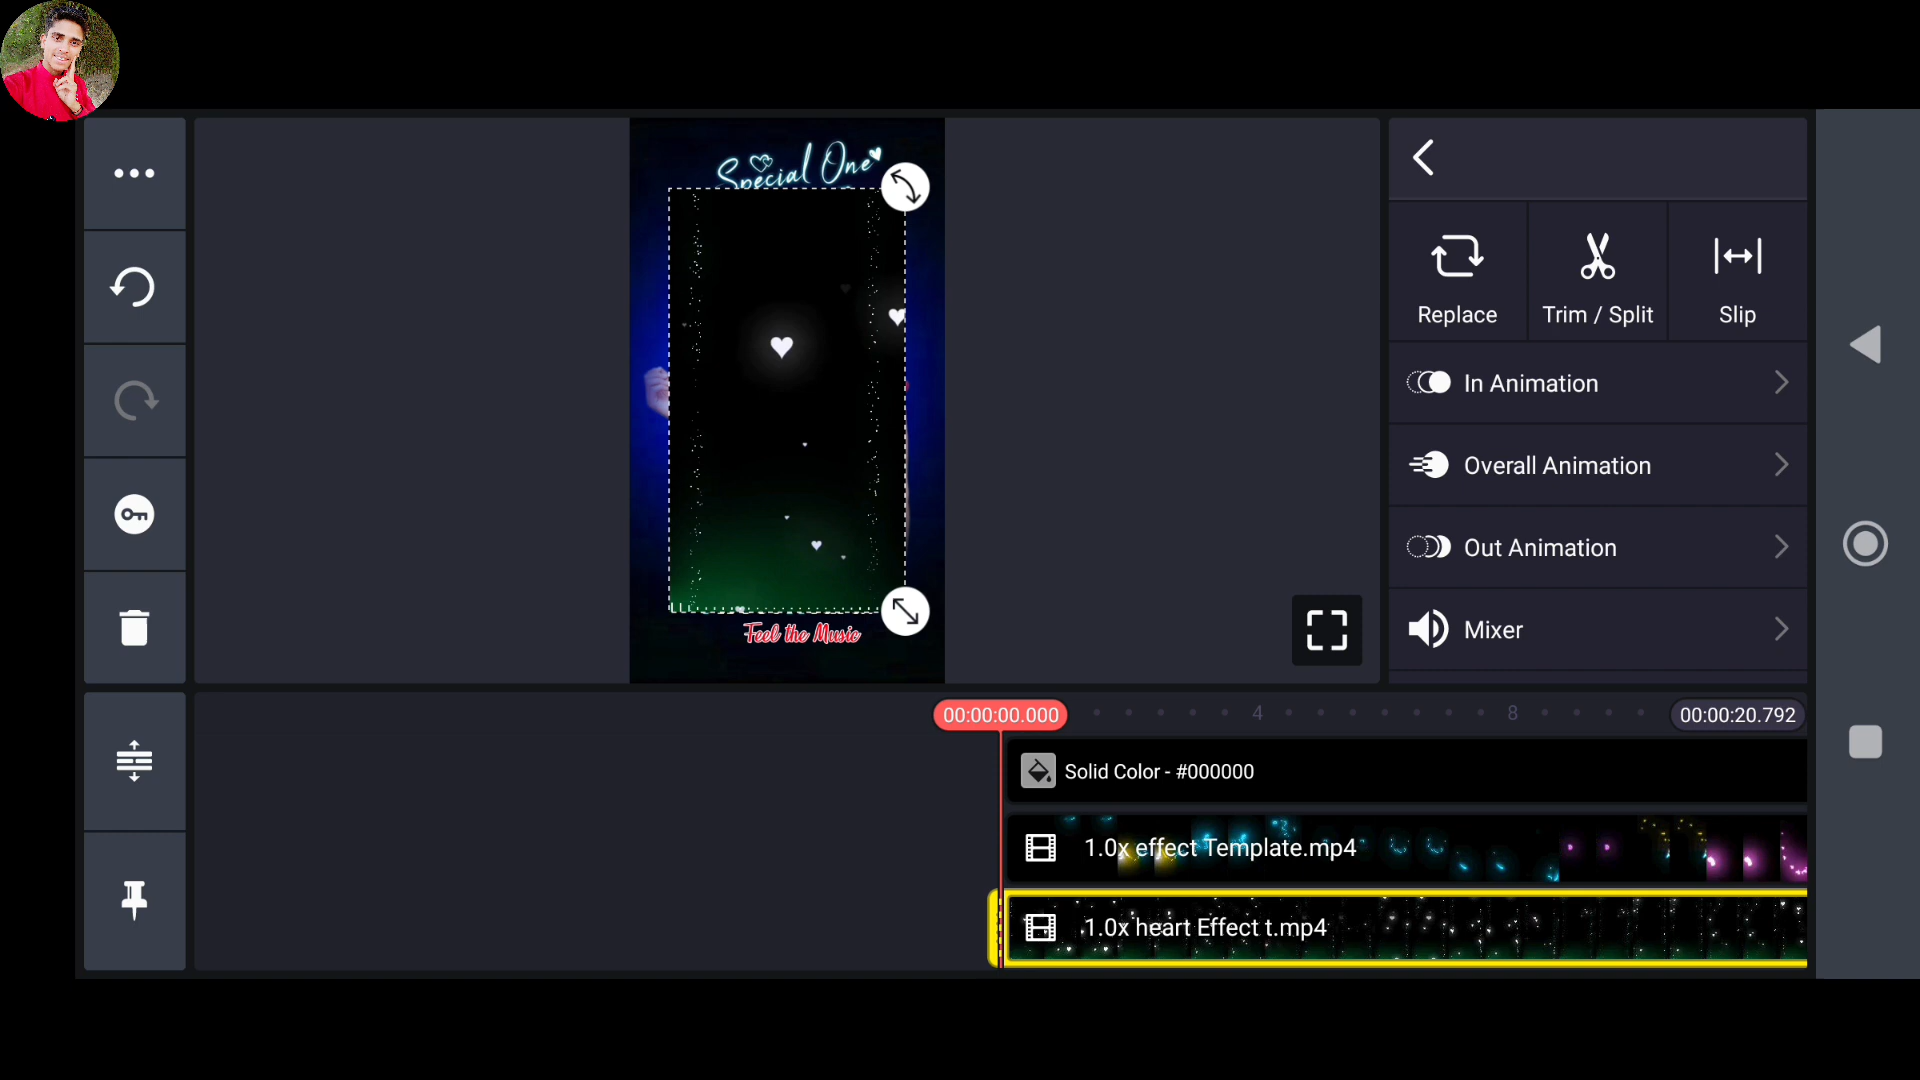 Special One
Feel the Music
Replace
Trim / Split
Slip
In Animation
Overall Animation
Out Animation
Mixer
00:00:00.000
4
8
00:00:20.792
Solid Color - #000000
1.0x effect Template.mp4
1.0x heart Effect t.mp4